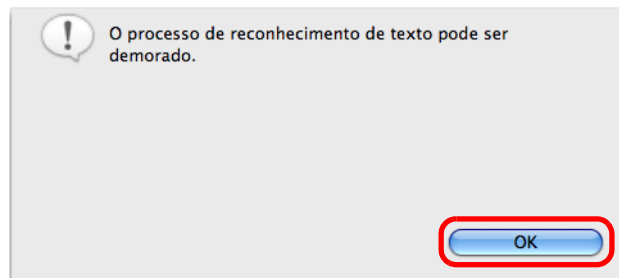 O processo de reconhecimento de texto pode ser
demorado.
OK